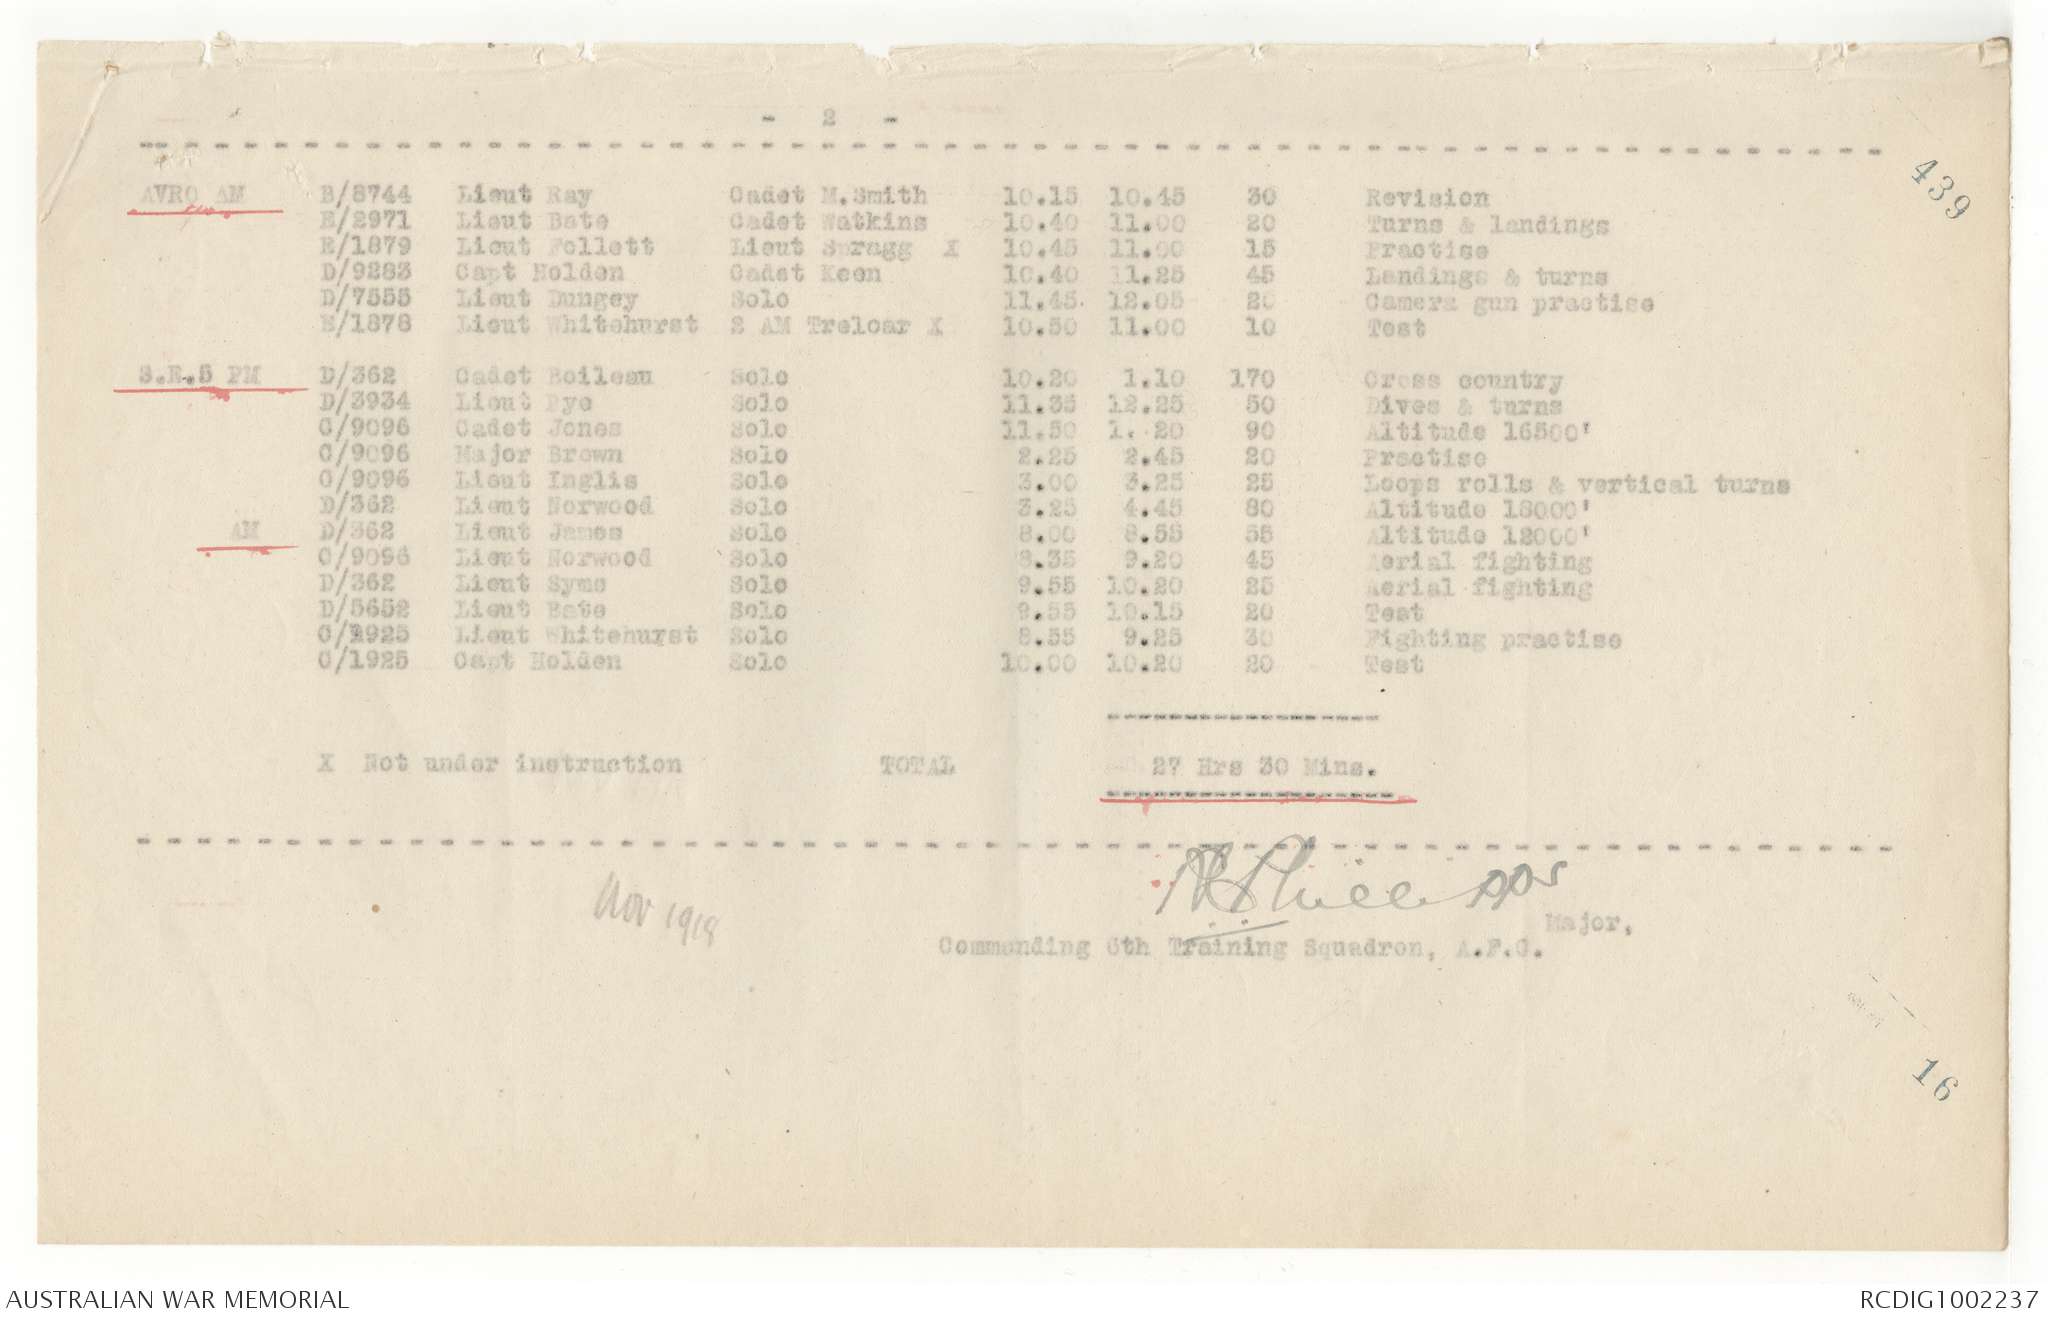 - 2 -
439
AVRO AM B/8744 Lieut Ray Cadet M.Smith 10.15 10.45 30 Revision
E/2971 Lieut Bate Cadet Watkins 10.40 11.00 20 Turns & landings
E/1879 Lieut Follett Lieut Spragg X 10.45 11.00 15 Practise
D/9283 Capt Holden Cadet Keen 10.40 11.25 45 Landings & turns
D/7555 Lieut Dungey Solo 11.45 12.05 20 Camera gun practise
E/1878 Lieut Whitehurst 2 AM Treloar X 10.50 11.00 10 Test
S.E.5 PM D/362 Cadet Boileau Solo 10.20 1.10 170 Cross country
D/3934 Lieut Pye Solo 11.35 12.25 50 Dives & turns
C/9096 Cadet Jones Solo 11.50 1. 20 90 Altitude 16500'
C/9096 Major Brown Solo 2.25 2.45 20 Practise
C/9096 Lieut Inglis Solo 3.00 3.25 25 Loops rolls & vertical turns
D/362 Lieut Norwood Solo 3.25 4.45 80 Altitude 18000'
AM D/362 Lieut James Solo 8.00 8.55 55 Altitude 12000'
C/9096 Lieut Norwood Solo 8.35 9.20 45 Aerial fighting
D/362 Lieut Syms Solo 9.55 10.20 25 Aerial fighting
D/5652 Lieut Bate Solo 9.55 10.15 20 Test
C/1925 Lieut Whitehurst Solo 8.55 9.25 30 Fighting practise
C/1925 Capt Holden Solo 10.00 10.20 20 Test
X Not under instruction TOTAL 27 Hrs 30 Mins.
Nov 1918
Phillipps
Major,
Commanding 6th Training Squadron, A.F.C.
16
AUSTRALIAN WAR MEMORIAL
RCDIG1002237